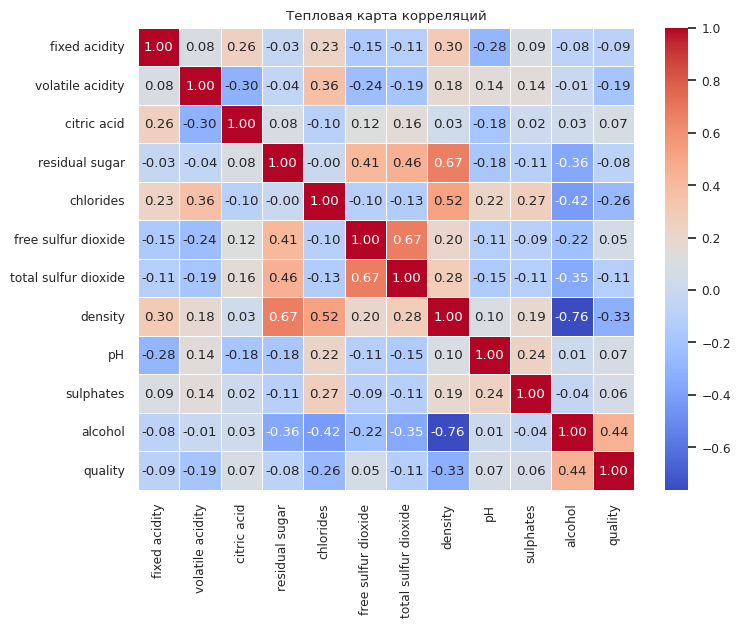 Тепловая карта корреляций
fixed acidity 1.00 0.08 0.26 -0.03 0.23 -0.15 -0.11 0.30 -0.28 0.09 -0.08 -0.09
volatile acidity 0.08 1.00 -0.30 -0.04 0.36 -0.24 -0.19 0.18 0.14 0.14 -0.01 -0.19
citric acid 0.26 -0.30 1.00 0.08 -0.10 0.12 0.16 0.03 -0.18 0.02 0.03 0.07
residual sugar -0.03 -0.04 0.08 1.00 -0.00 0.41 0.46 0.67 -0.18 -0.11 -0.36 -0.08
chlorides 0.23 0.36 -0.10 -0.00 1.00 -0.10 -0.13 0.52 0.22 0.27 -0.42 -0.26
free sulfur dioxide -0.15 -0.24 0.12 0.41 -0.10 1.00 0.67 0.20 -0.11 -0.09 -0.22 0.05
total sulfur dioxide -0.11 -0.19 0.16 0.46 -0.13 0.67 1.00 0.28 -0.15 -0.11 -0.35 -0.11
density 0.30 0.18 0.03 0.67 0.52 0.20 0.28 1.00 0.10 0.19 -0.76 -0.33
pH -0.28 0.14 -0.18 -0.18 0.22 -0.11 -0.15 0.10 1.00 0.24 0.01 0.07
sulphates 0.09 0.14 0.02 -0.11 0.27 -0.09 -0.11 0.19 0.24 1.00 -0.04 0.06
alcohol -0.08 -0.01 0.03 -0.36 -0.42 -0.22 -0.35 -0.76 0.01 -0.04 1.00 0.44
quality -0.09 -0.19 0.07 -0.08 -0.26 0.05 -0.11 -0.33 0.07 0.06 0.44 1.00
fixed acidity
volatile acidity
citric acid
residual sugar
chlorides
free sulfur dioxide
total sulfur dioxide
density
pH
sulphates
alcohol
quality
1.0
0.8
0.6
0.4
0.2
0.0
−0.2
−0.4
−0.6